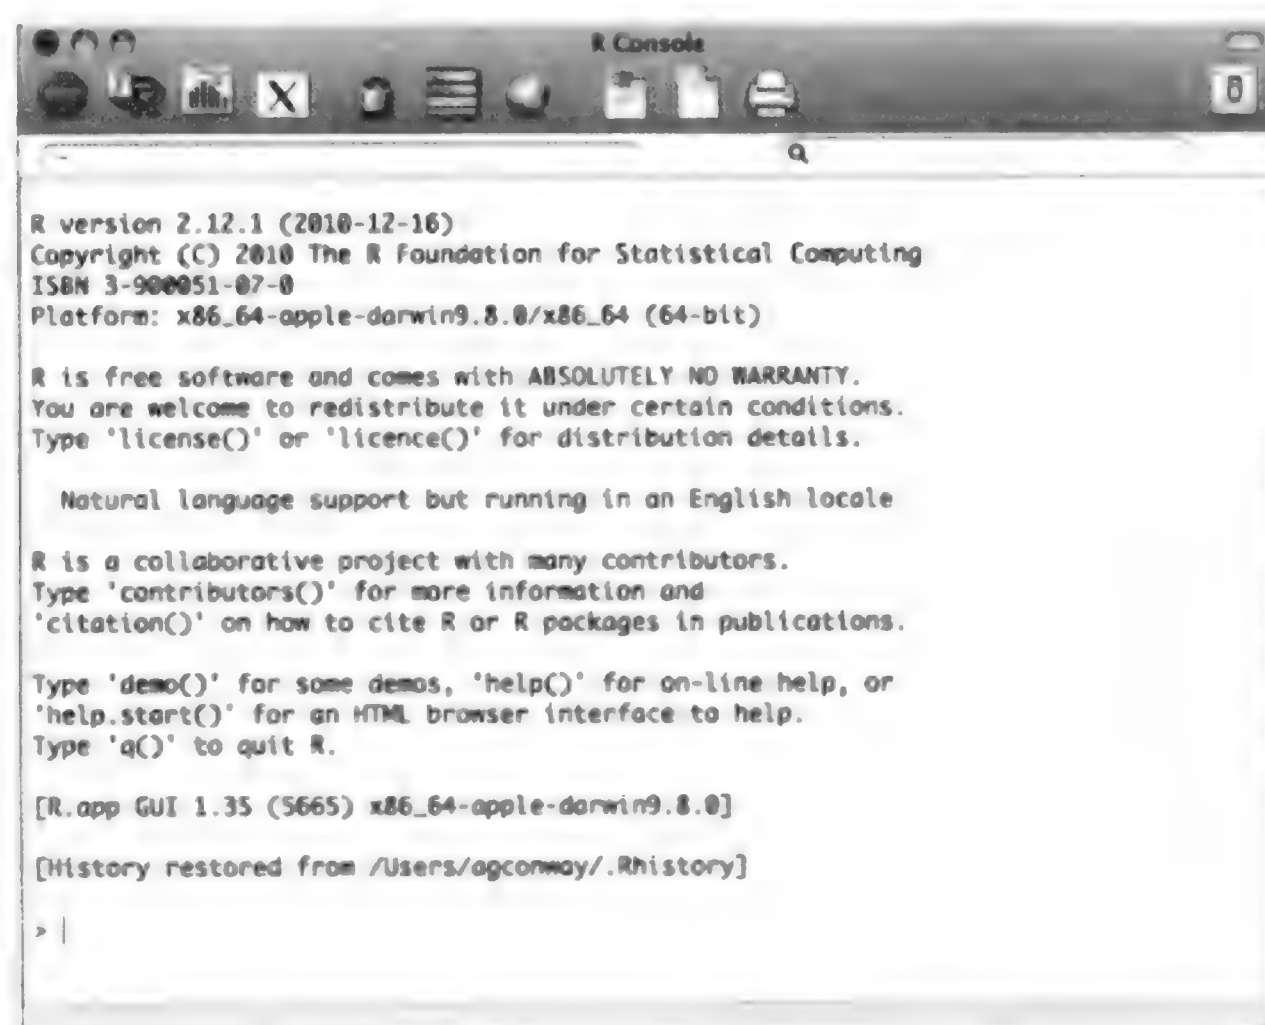 R Console
R version 2.12.1 (2010-12-16)
Copyright (C) 2010 The R Foundation for Statistical Computing
ISBN 3-900051-07-0
Platform: x86_64-apple-darwin9.8.0/x86_64 (64-bit)
R is free software and comes with ABSOLUTELY NO WARRANTY.
You are welcome to redistribute it under certain conditions.
Type 'license()' or 'licence()' for distribution details.
Natural language support but running in an English locale
R is a collaborative project with many contributors.
Type 'contributors()' for more information and
'citation()' on how to cite R or R packages in publications.
Type 'demo()' for some demos, 'help()' for on-line help, or
'help.start()' for an HTML browser interface to help.
Type 'q()' to quit R.
[R.app GUI 1.35 (5665) x86_64-apple-darwin9.8.0]
[History restored from /Users/agconway/.Rhistory]
>